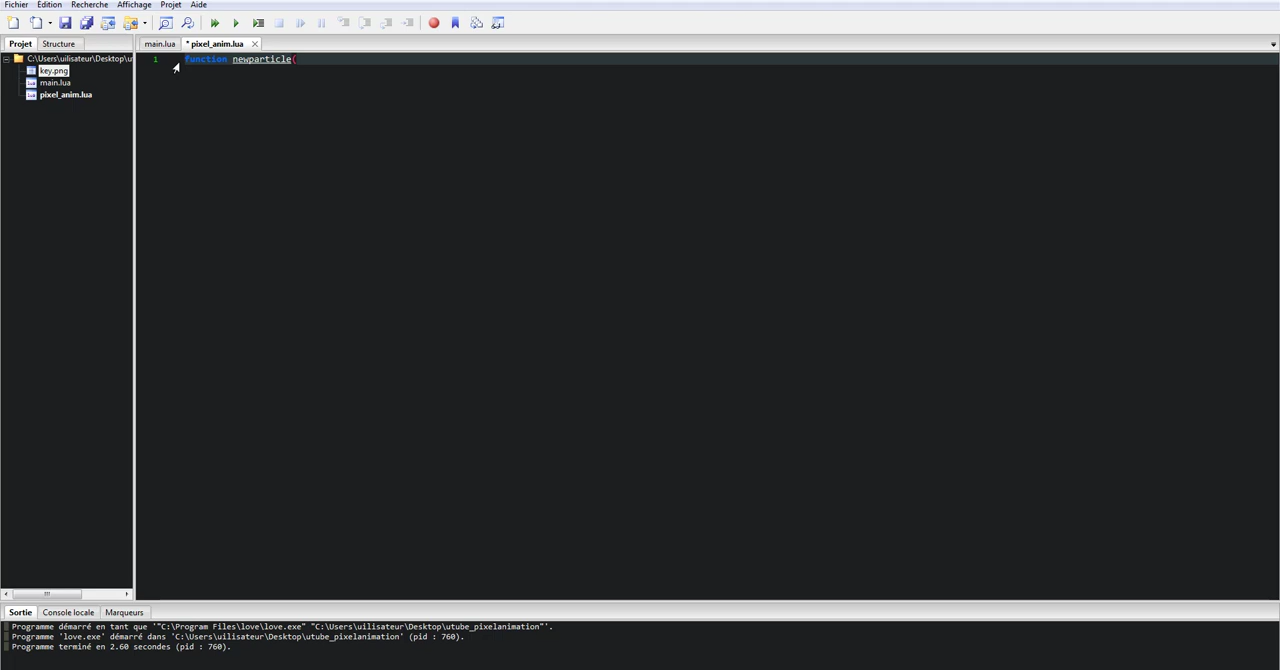 Fichier Édition Recherche Affichage Projet Aide
Projet Structure
main.lua * pixel_anim.lua
C:\Users\uilisateur\Desktop\ut
key.png
main.lua
pixel_anim.lua
1 function newparticle(
Sortie Console locale Marqueurs
Programme démarré en tant que '"C:\Program Files\love\love.exe" "C:\Users\uilisateur\Desktop\utube_pixelanimation"'.
Programme 'love.exe' démarré dans 'C:\Users\uilisateur\Desktop\utube_pixelanimation' (pid : 760).
Programme terminé en 2.60 secondes (pid : 760).